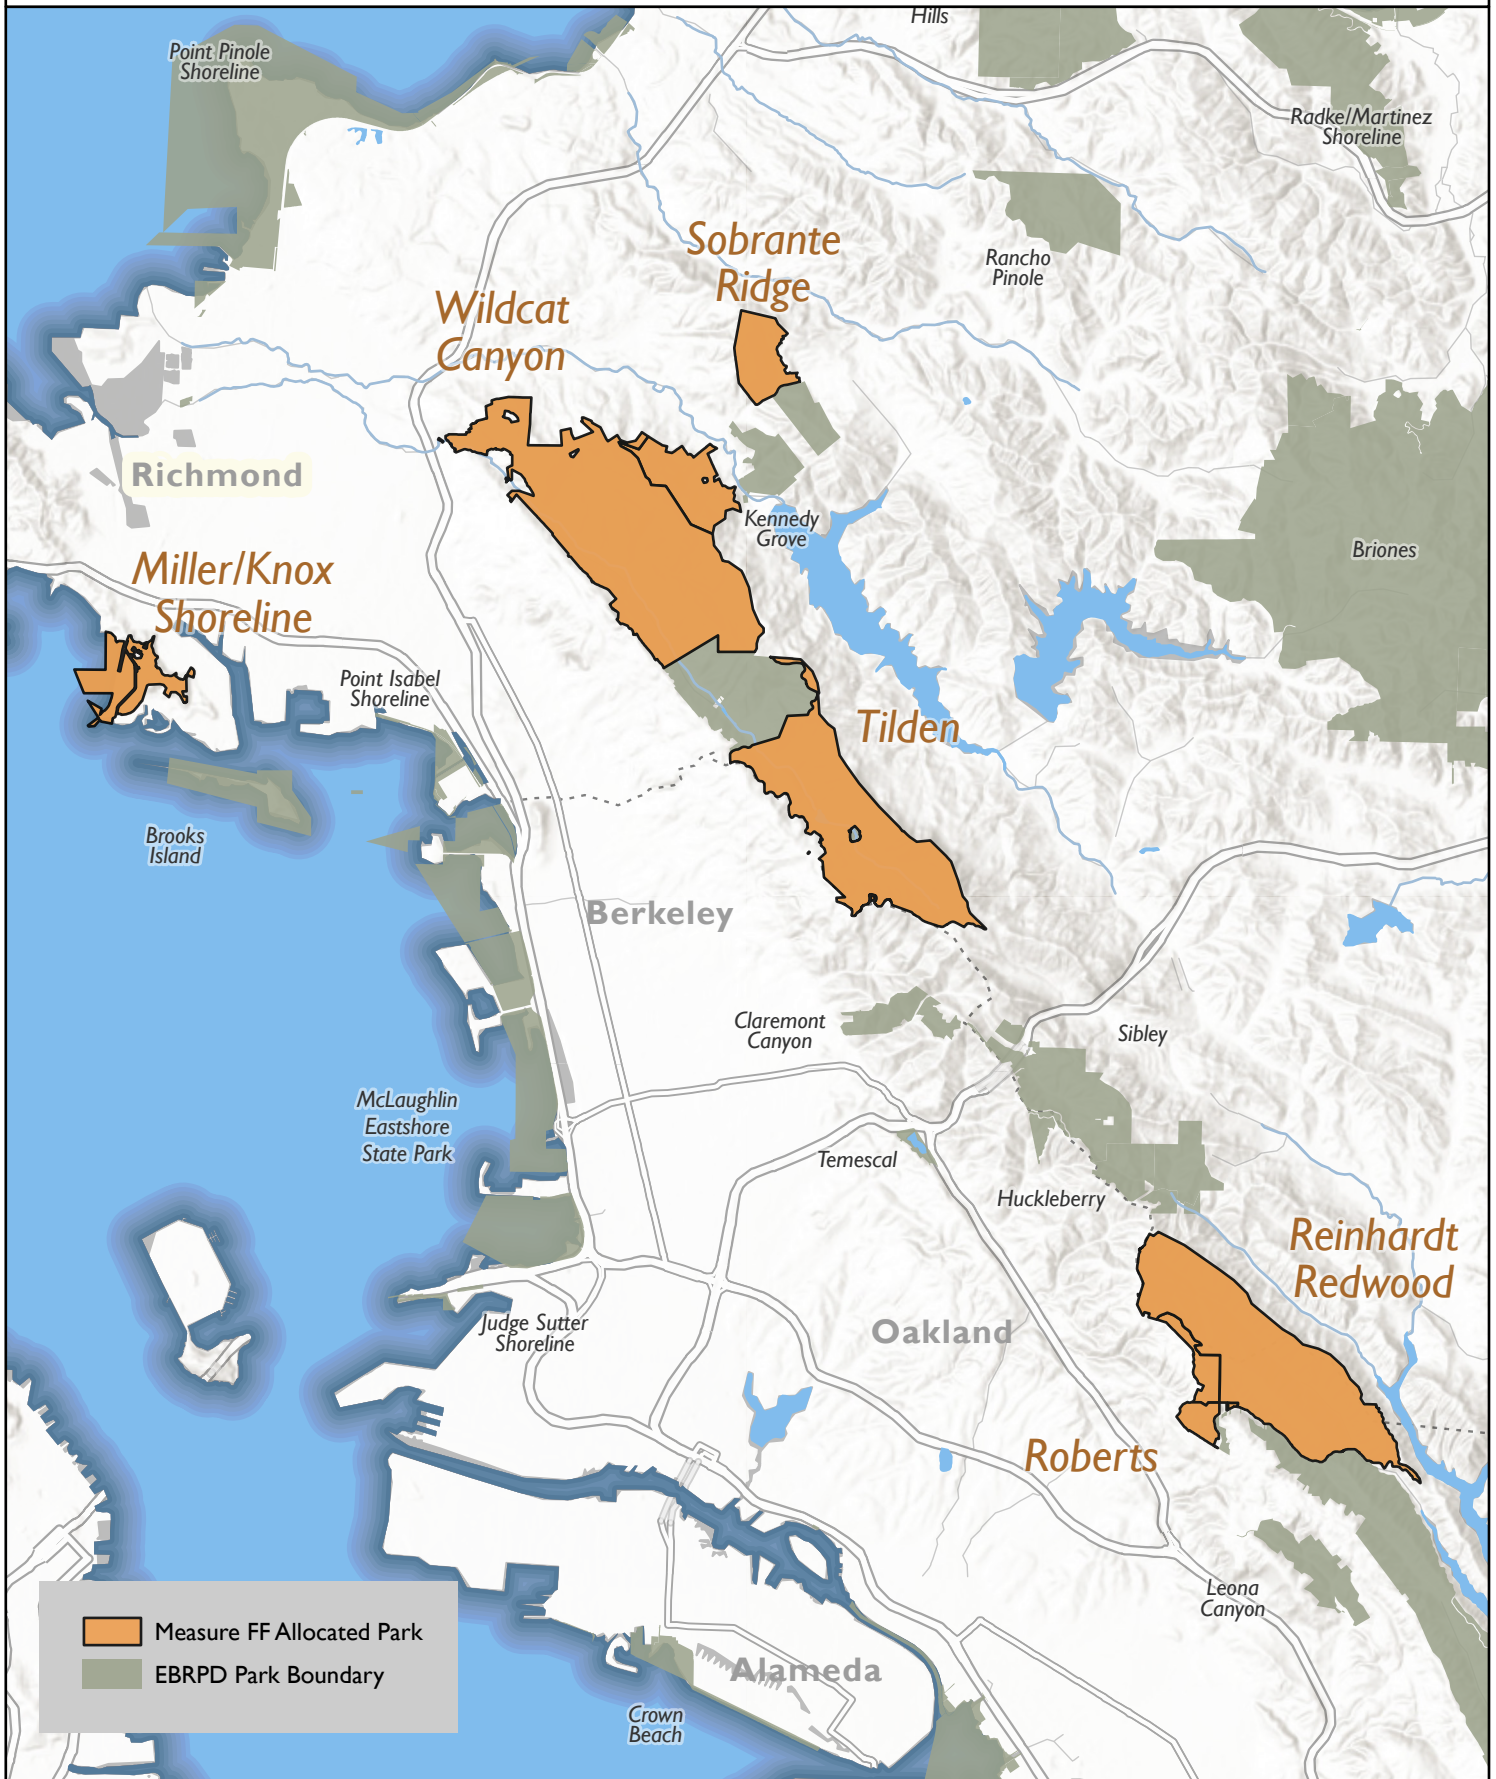 Hills
Point Pinole
Shoreline
Radke/Martinez
Shoreline
Sobrante
Ridge
Rancho
Pinole
Wildcat
Canyon
Richmond
Kennedy
Grove
Briones
Miller/Knox
Shoreline
Point Isabel
Shoreline
Tilden
Brooks
Island
Berkeley
Claremont
Canyon
Sibley
McLaughlin
Eastshore
State Park
Temescal
Huckleberry
Reinhardt
Redwood
Judge Sutter
Shoreline
Oakland
Roberts
Leona
Canyon
Measure FF Allocated Park
EBRPD Park Boundary
Alameda
Crown
Beach